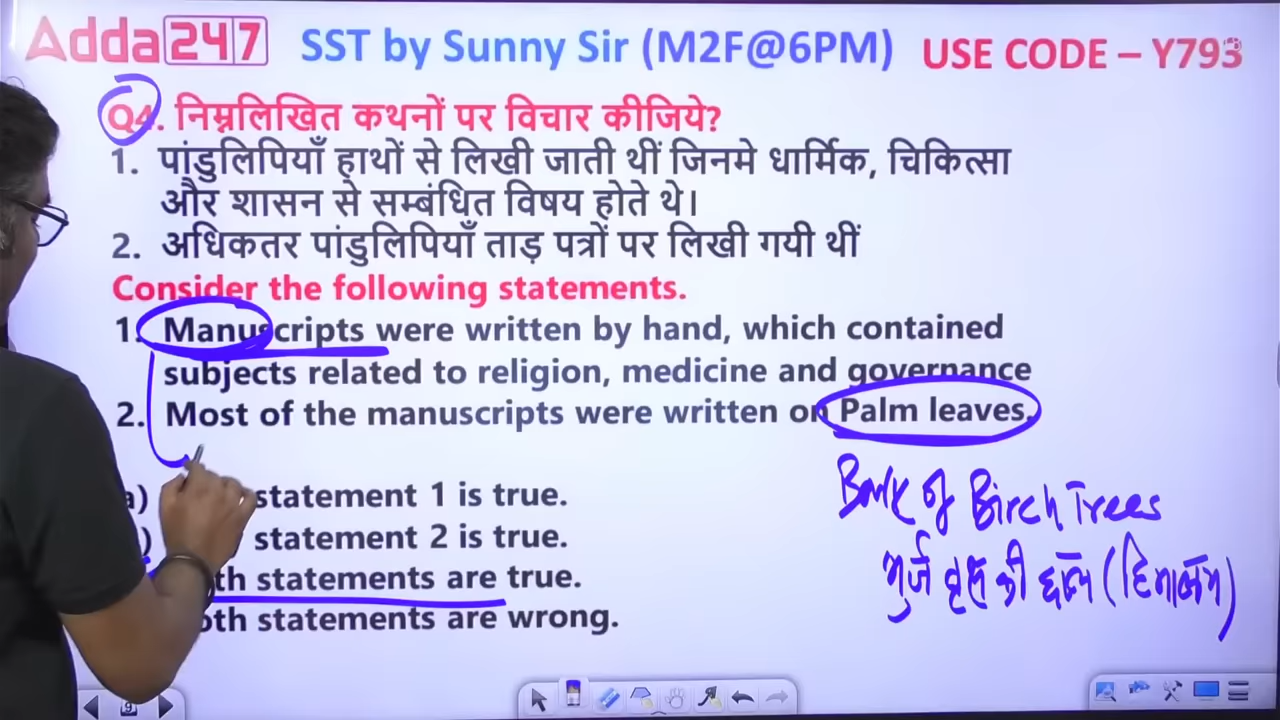 Adda247 SST by Sunny Sir (M2F@6PM) USE CODE – Y793
Q4. निम्नलिखित कथनों पर विचार कीजिये?
1. पांडुलिपियाँ हाथों से लिखी जाती थीं जिनमे धार्मिक, चिकित्सा
और शासन से सम्बंधित विषय होते थे।
2. अधिकतर पांडुलिपियाँ ताड़ पत्रों पर लिखी गयी थीं
Consider the following statements.
1. Manuscripts were written by hand, which contained
subjects related to religion, medicine and governance
2. Most of the manuscripts were written on Palm leaves.
Bark of Birch Trees
भुर्ज वृक्ष की छाल (हिमालय)
statement 1 is true.
statement 2 is true.
statements are true.
statements are wrong.
9